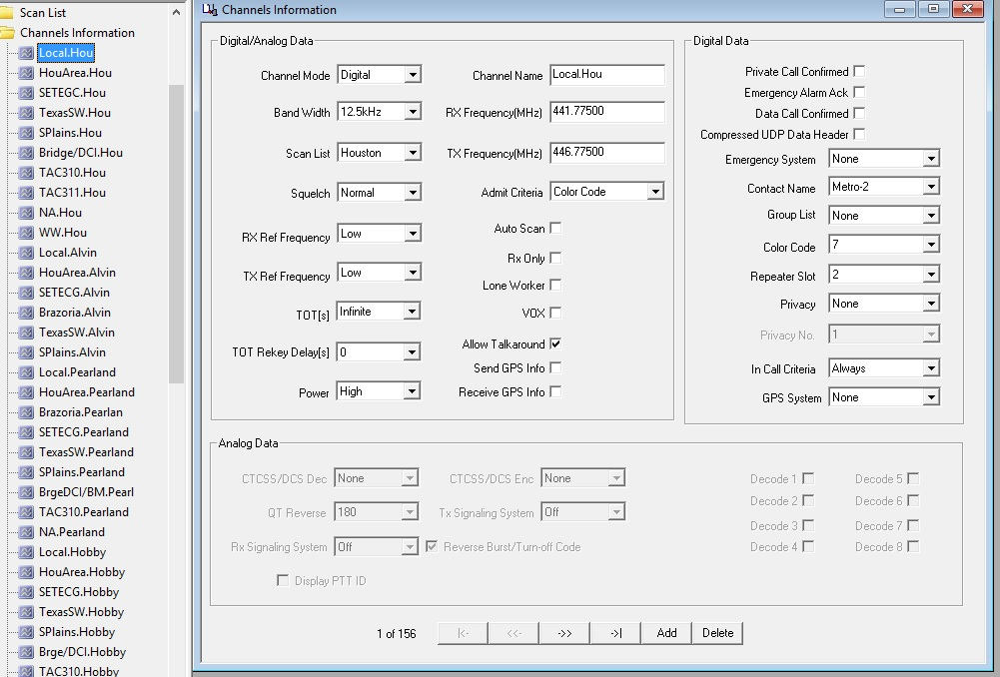 Scan List
Channels Information
Local.Hou
HouArea.Hou
SETEGC.Hou
TexasSW.Hou
SPlains.Hou
Bridge/DCI.Hou
TAC310.Hou
TAC311.Hou
NA.Hou
WW.Hou
Local.Alvin
HouArea.Alvin
SETECG.Alvin
Brazoria.Alvin
TexasSW.Alvin
SPlains.Alvin
Local.Pearland
HouArea.Pearland
Brazoria.Pearlan
SETECG.Pearland
TexasSW.Pearland
SPlains.Pearland
BrgeDCI/BM.Pearl
TAC310.Pearland
NA.Pearland
Local.Hobby
HouArea.Hobby
SETECG.Hobby
TexasSW.Hobby
SPlains.Hobby
Brge/DCI.Hobby
TAC310.Hobby
Channels Information
Digital/Analog Data
Channel Mode Digital
Band Width 12.5kHz
Scan List Houston
Squelch Normal
RX Ref Frequency Low
TX Ref Frequency Low
TOT[s] Infinite
TOT Rekey Delay[s] 0
Power High
Channel Name Local.Hou
RX Frequency(MHz) 441.77500
TX Frequency(MHz) 446.77500
Admit Criteria Color Code
Auto Scan
Rx Only
Lone Worker
VOX
Allow Talkaround
Send GPS Info
Receive GPS Info
Digital Data
Private Call Confirmed
Emergency Alarm Ack
Data Call Confirmed
Compressed UDP Data Header
Emergency System None
Contact Name Metro-2
Group List None
Color Code 7
Repeater Slot 2
Privacy None
Privacy No. 1
In Call Criteria Always
GPS System None
Analog Data
CTCSS/DCS Dec None
CTCSS/DCS Enc None
QT Reverse 180
Tx Signaling System Off
Rx Signaling System Off
Reverse Burst/Turn-off Code
Display PTT ID
Decode 1
Decode 2
Decode 3
Decode 4
Decode 5
Decode 6
Decode 7
Decode 8
1 of 156
|<-
<<-
->>
->|
Add
Delete